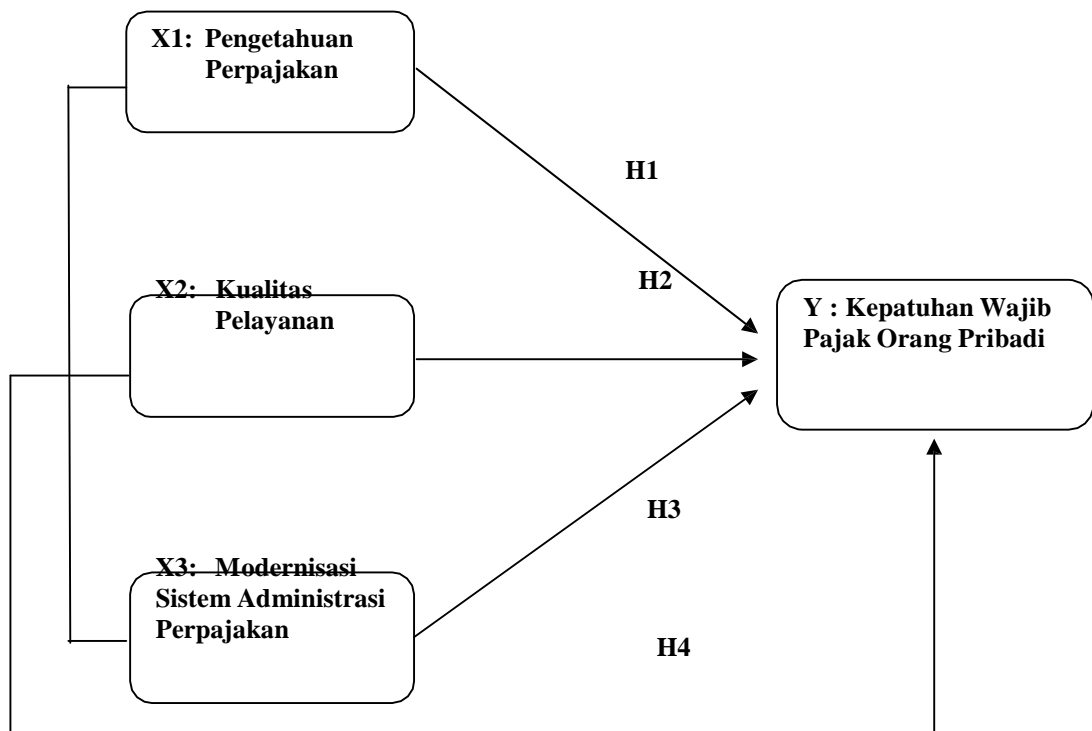 X1: Pengetahuan
Perpajakan
H1
H2
X2: Kualitas
Pelayanan
Y : Kepatuhan Wajib
Pajak Orang Pribadi
H3
X3: Modernisasi
Sistem Administrasi
Perpajakan
H4